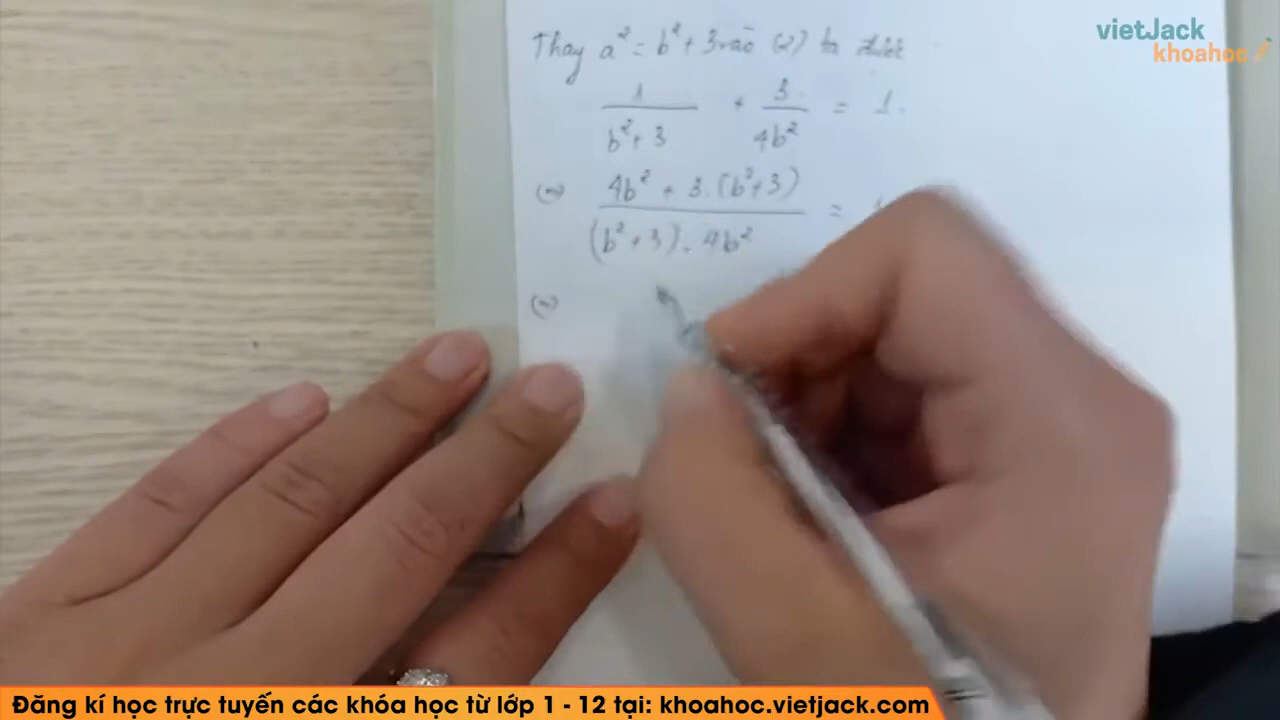 Thay a² = b² + 3 vào (2) ta được
1 / (b² + 3) + 3 / 4b² = 1.
(=) 4b² + 3.(b²+3) / (b² + 3). 4b² =
(=)
vietJack
khoahoc
Đăng kí học trực tuyến các khóa học từ lớp 1 - 12 tại: khoahoc.vietjack.com